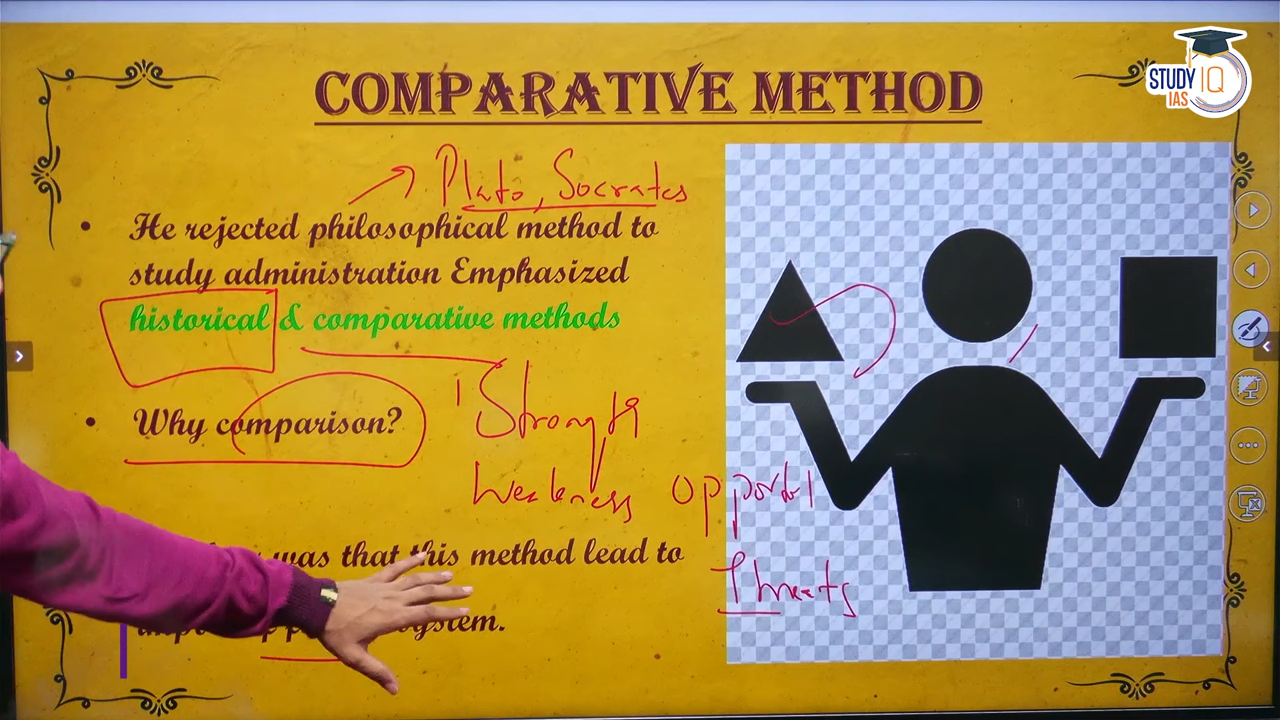 COMPARATIVE METHOD
STUDY IQ
IAS
Plato, Socrates
He rejected philosophical method to
study administration Emphasized
historical & comparative methods
Why comparison?
Strength
Weakness
Threats
was that this method lead to
system.